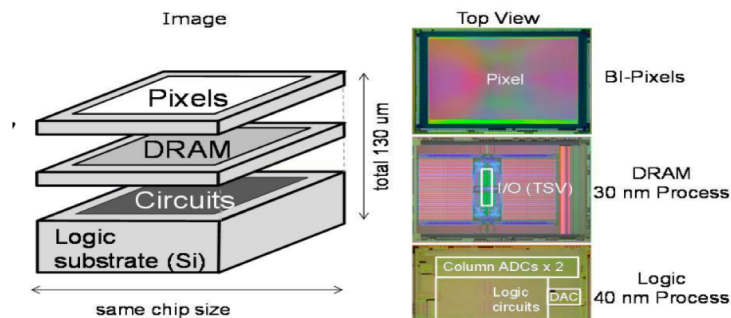 Image
Pixels
DRAM
Circuits
Logic
substrate (Si)
total 130 um
same chip size
Top View
Pixel
BI-Pixels
I/O (TSV)
DRAM
30 nm Process
Column ADCs x 2
Logic
circuits
DAC
Logic
40 nm Process